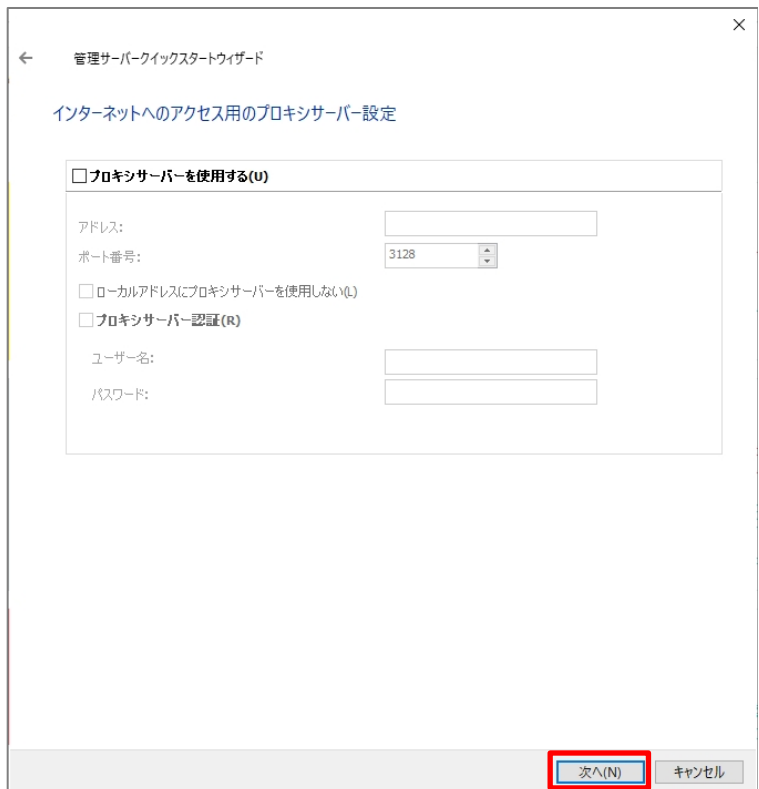 管理サーバークイックスタートウィザード
インターネットへのアクセス用のプロキシサーバー設定
プロキシサーバーを使用する(U)
アドレス:
ポート番号: 3128
ローカルアドレスにプロキシサーバーを使用しない(L)
プロキシサーバー認証(R)
ユーザー名:
パスワード:
次へ(N) キャンセル